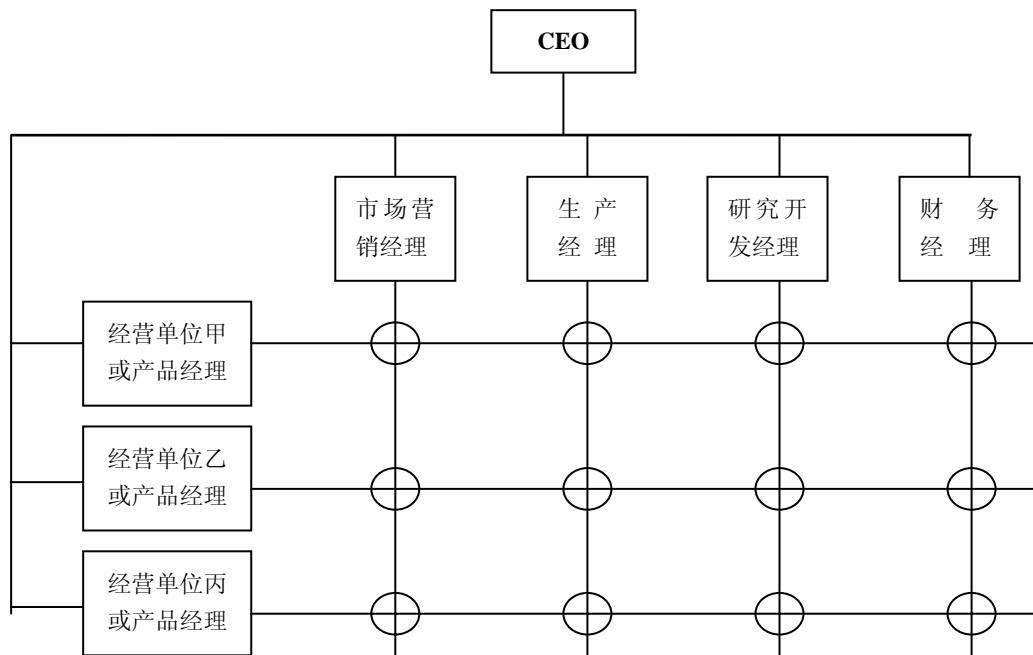 CEO
市场营
销经理
生产
经理
研究开
发经理
财务
经理
经营单位甲
或产品经理
经营单位乙
或产品经理
经营单位丙
或产品经理